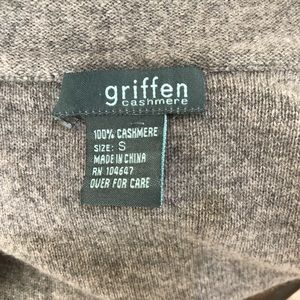 griffen
cashmere
100% CASHMERE
SIZE: S
MADE IN CHINA
RN 104647
OVER FOR CARE